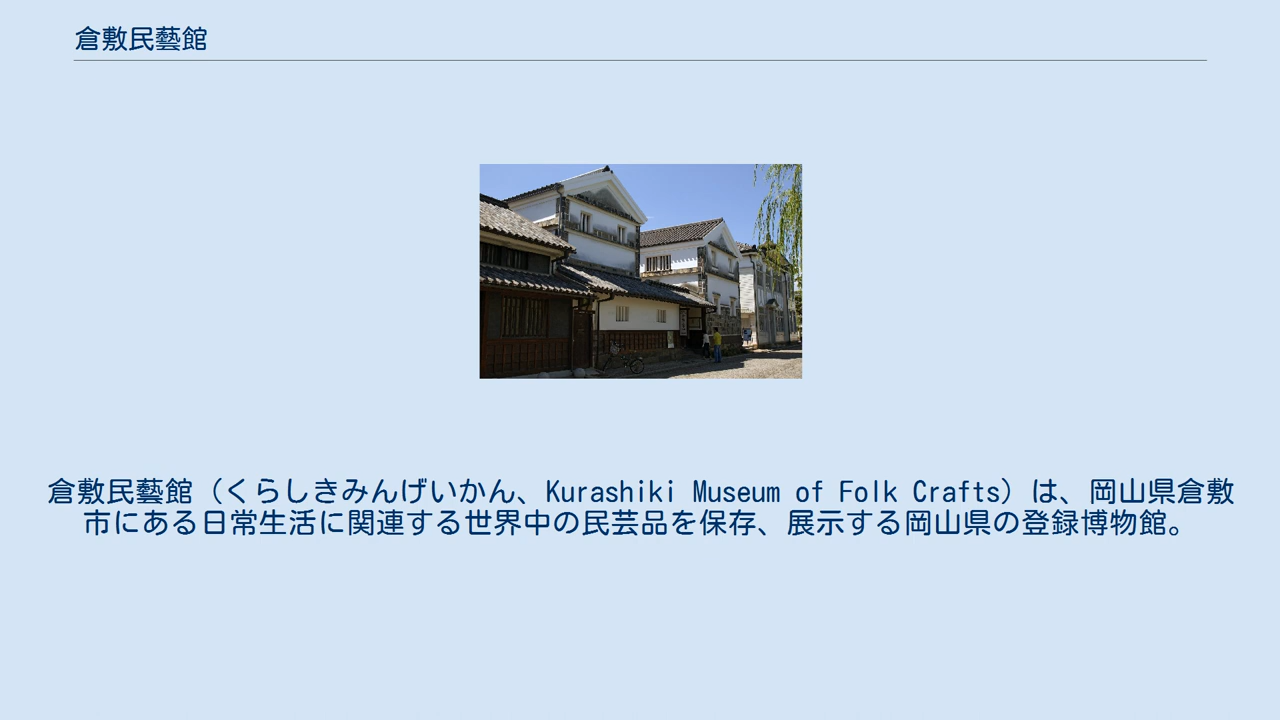 倉敷民藝館
倉敷民藝館（くらしきみんげいかん、Kurashiki Museum of Folk Crafts）は、岡山県倉敷
市にある日常生活に関連する世界中の民芸品を保存、展示する岡山県の登録博物館。